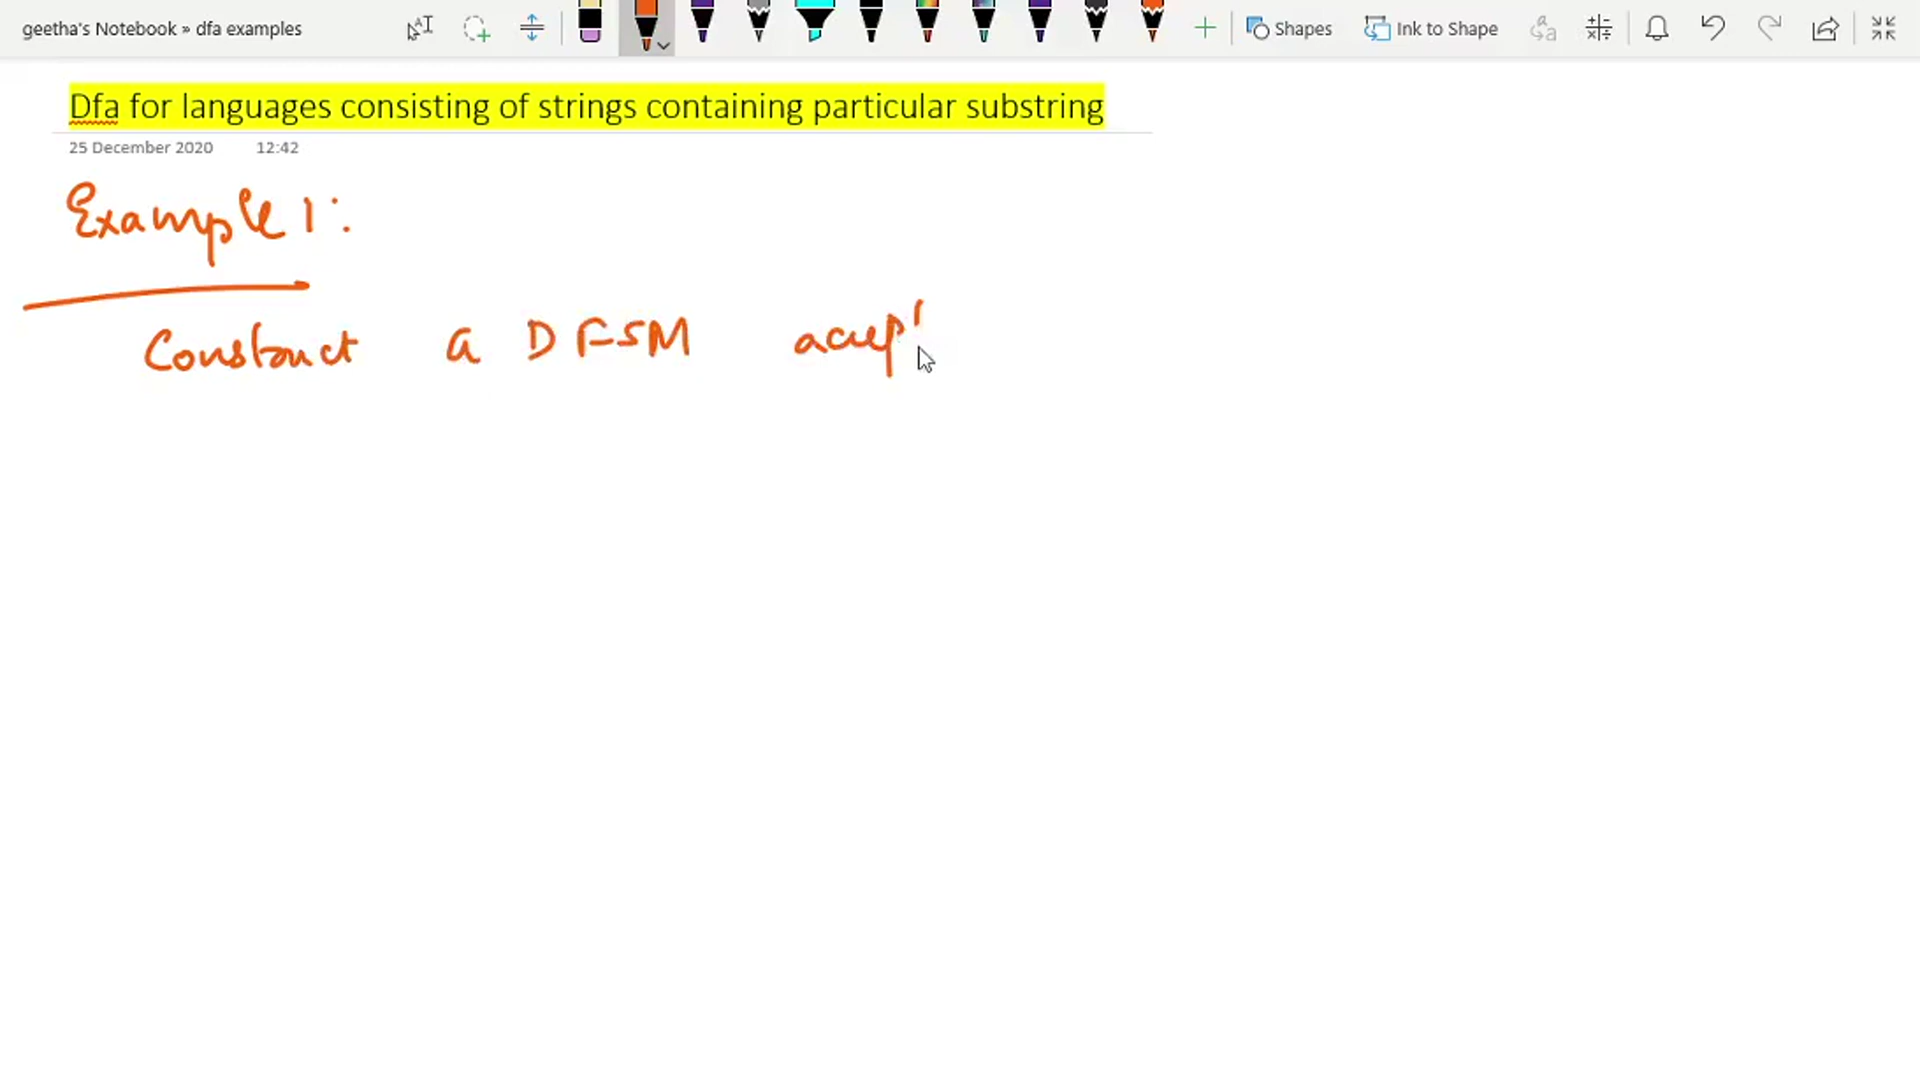 geetha's Notebook » dfa examples
Shapes
Ink to Shape
Dfa for languages consisting of strings containing particular substring
25 December 2020 12:42
Example 1:
Construct a DFSM accept